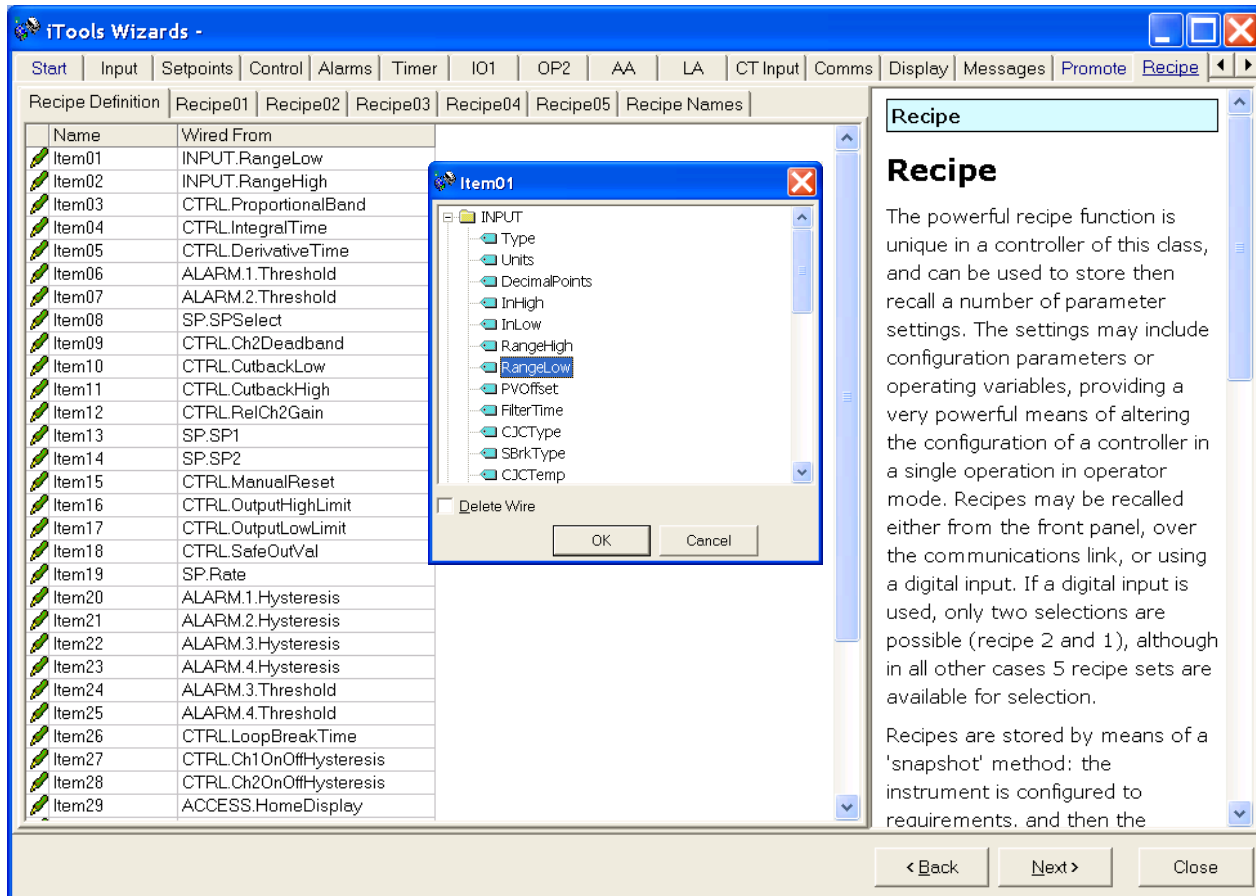 iTools Wizards -
Start Input Setpoints Control Alarms Timer IO1 OP2 AA LA CT Input Comms Display Messages Promote Recipe
Recipe Definition Recipe01 Recipe02 Recipe03 Recipe04 Recipe05 Recipe Names
Name Wired From
Item01 INPUT.RangeLow
Item02 INPUT.RangeHigh
Item03 CTRL.ProportionalBand
Item04 CTRL.IntegralTime
Item05 CTRL.DerivativeTime
Item06 ALARM.1.Threshold
Item07 ALARM.2.Threshold
Item08 SP.SPSelect
Item09 CTRL.Ch2Deadband
Item10 CTRL.CutbackLow
Item11 CTRL.CutbackHigh
Item12 CTRL.RelCh2Gain
Item13 SP.SP1
Item14 SP.SP2
Item15 CTRL.ManualReset
Item16 CTRL.OutputHighLimit
Item17 CTRL.OutputLowLimit
Item18 CTRL.SafeOutVal
Item19 SP.Rate
Item20 ALARM.1.Hysteresis
Item21 ALARM.2.Hysteresis
Item22 ALARM.3.Hysteresis
Item23 ALARM.4.Hysteresis
Item24 ALARM.3.Threshold
Item25 ALARM.4.Threshold
Item26 CTRL.LoopBreakTime
Item27 CTRL.Ch1OnOffHysteresis
Item28 CTRL.Ch2OnOffHysteresis
Item29 ACCESS.HomeDisplay
Item01
INPUT
Type
Units
DecimalPoints
InHigh
InLow
RangeHigh
RangeLow
PVOffset
FilterTime
CJCType
SBrkType
CJCTemp
Delete Wire
OK Cancel
Recipe
Recipe
The powerful recipe function is
unique in a controller of this class,
and can be used to store then
recall a number of parameter
settings. The settings may include
configuration parameters or
operating variables, providing a
very powerful means of altering
the configuration of a controller in
a single operation in operator
mode. Recipes may be recalled
either from the front panel, over
the communications link, or using
a digital input. If a digital input is
used, only two selections are
possible (recipe 2 and 1), although
in all other cases 5 recipe sets are
available for selection.
Recipes are stored by means of a
'snapshot' method: the
instrument is configured to
requirements, and then the
< Back Next > Close